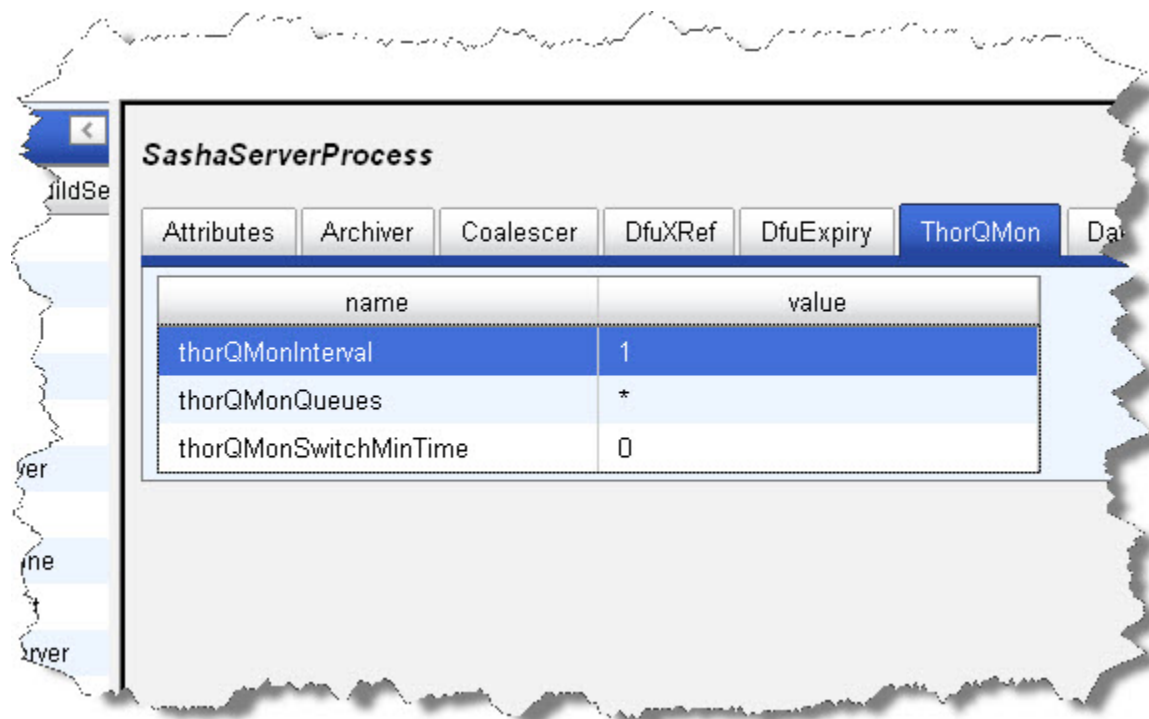 SashaServerProcess
Attributes Archiver Coalescer DfuXRef DfuExpiry ThorQMon
name value
thorQMonInterval 1
thorQMonQueues *
thorQMonSwitchMinTime 0